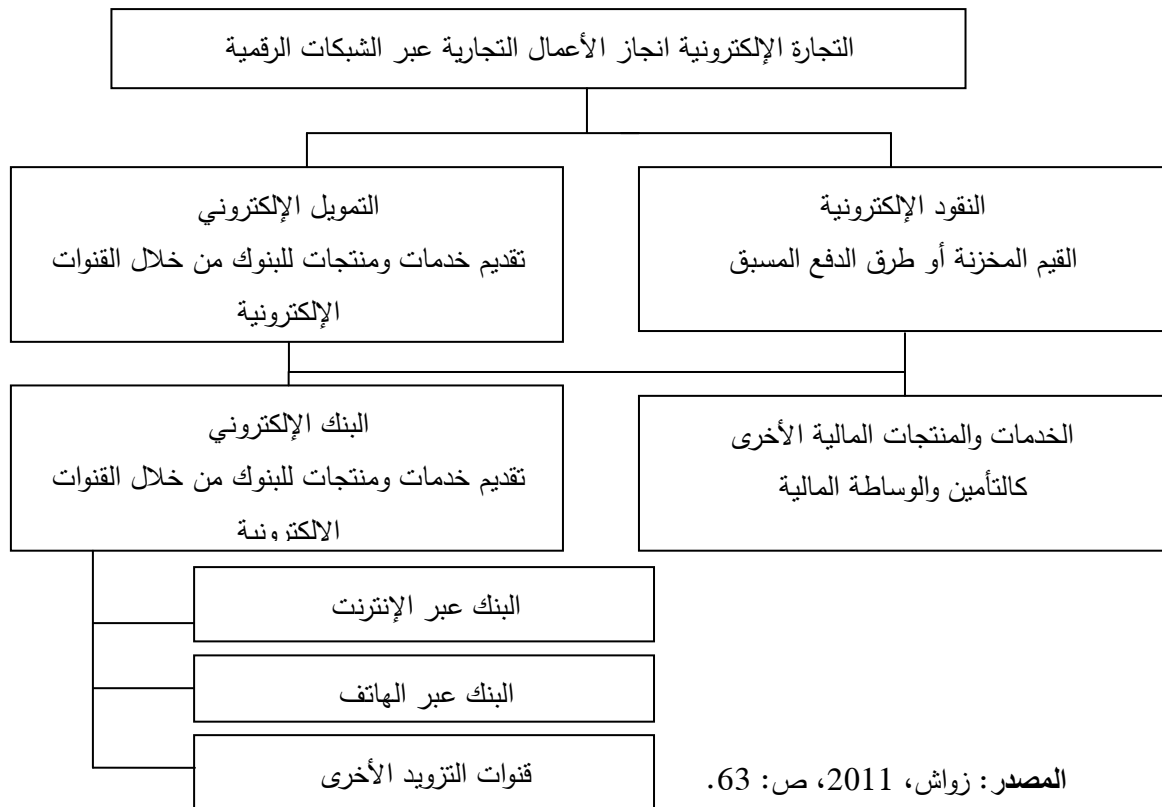 التجارة الإلكترونية انجاز الأعمال التجارية عبر الشبكات الرقمية
النقود الإلكترونية
القيم المخزنة أو طرق الدفع المسبق
التمويل الإلكتروني
تقديم خدمات ومنتجات للبنوك من خلال القنوات
الإلكترونية
الخدمات والمنتجات المالية الأخرى
كالتأمين والوساطة المالية
البنك الإلكتروني
تقديم خدمات ومنتجات للبنوك من خلال القنوات
الالكترونية
البنك عبر الإنترنت
البنك عبر الهاتف
قنوات التزويد الأخرى
المصدر: زواش، 2011، ص: 63.